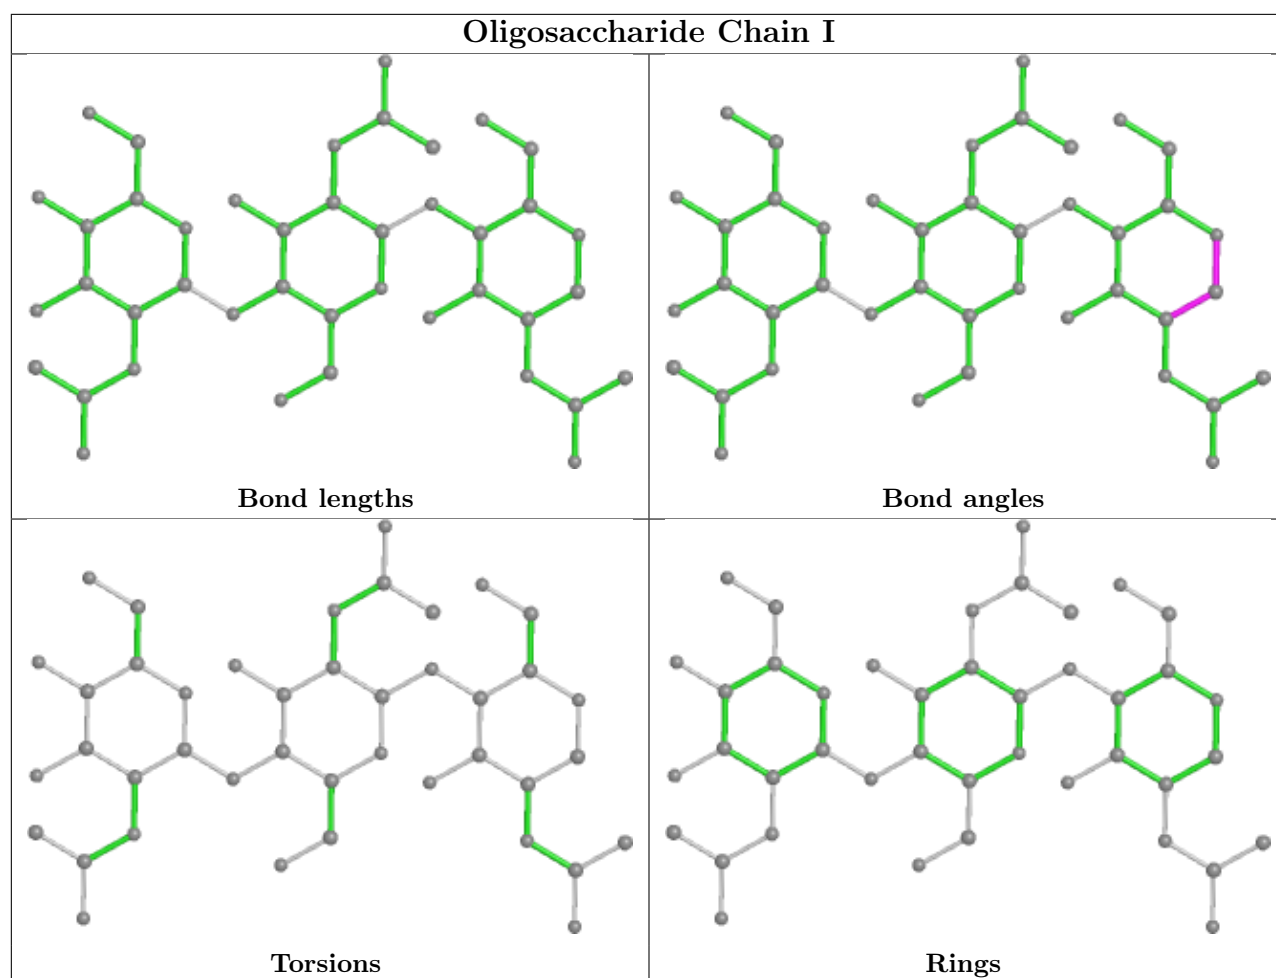 Oligosaccharide Chain I
Bond lengths
Bond angles
Torsions
Rings